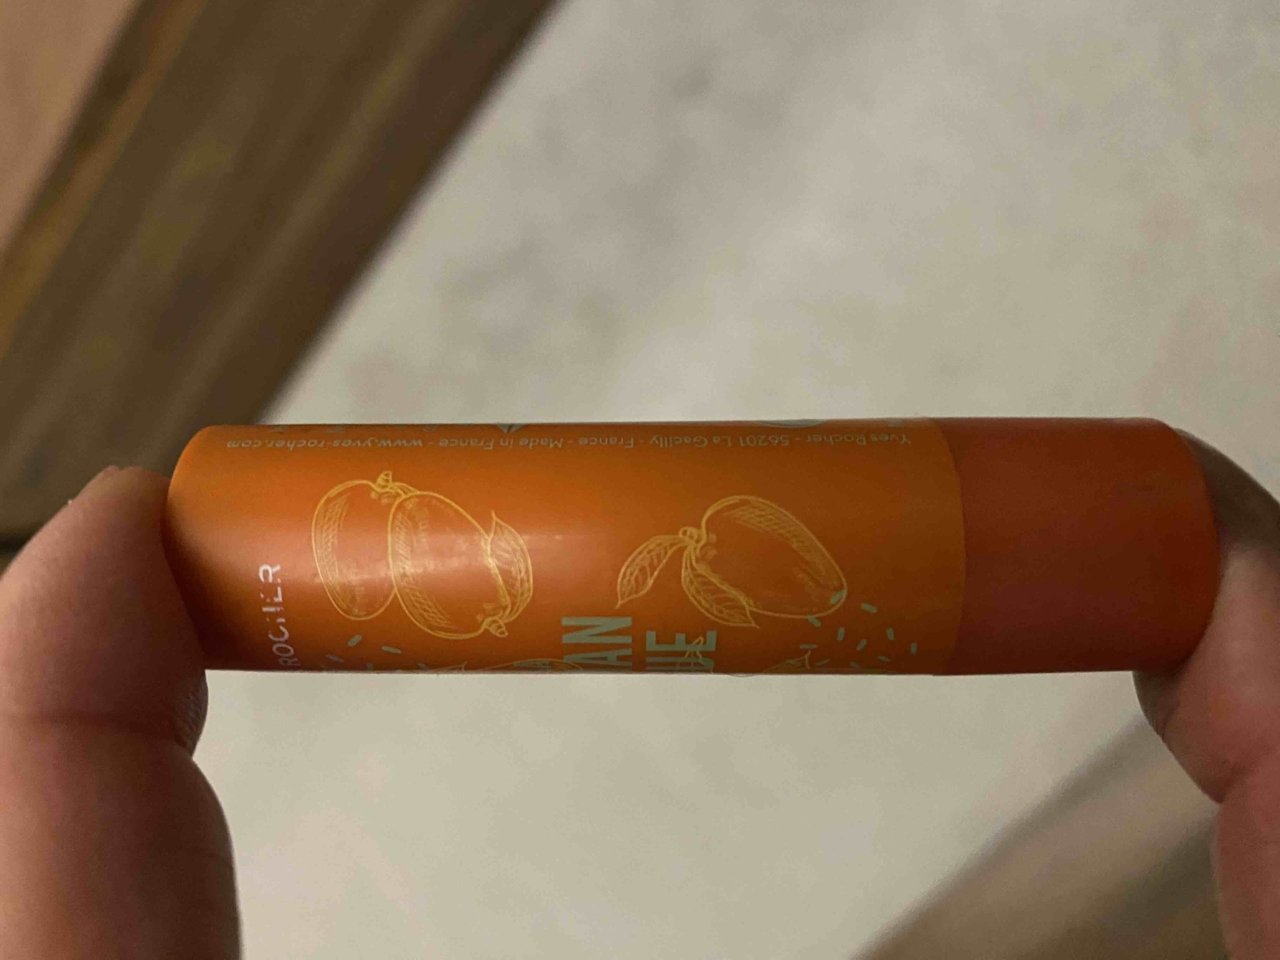 Yves Rocher - 56201 La Gacilly - France - Made in France - www.yves-rocher.com
ROCHER
AN
UE